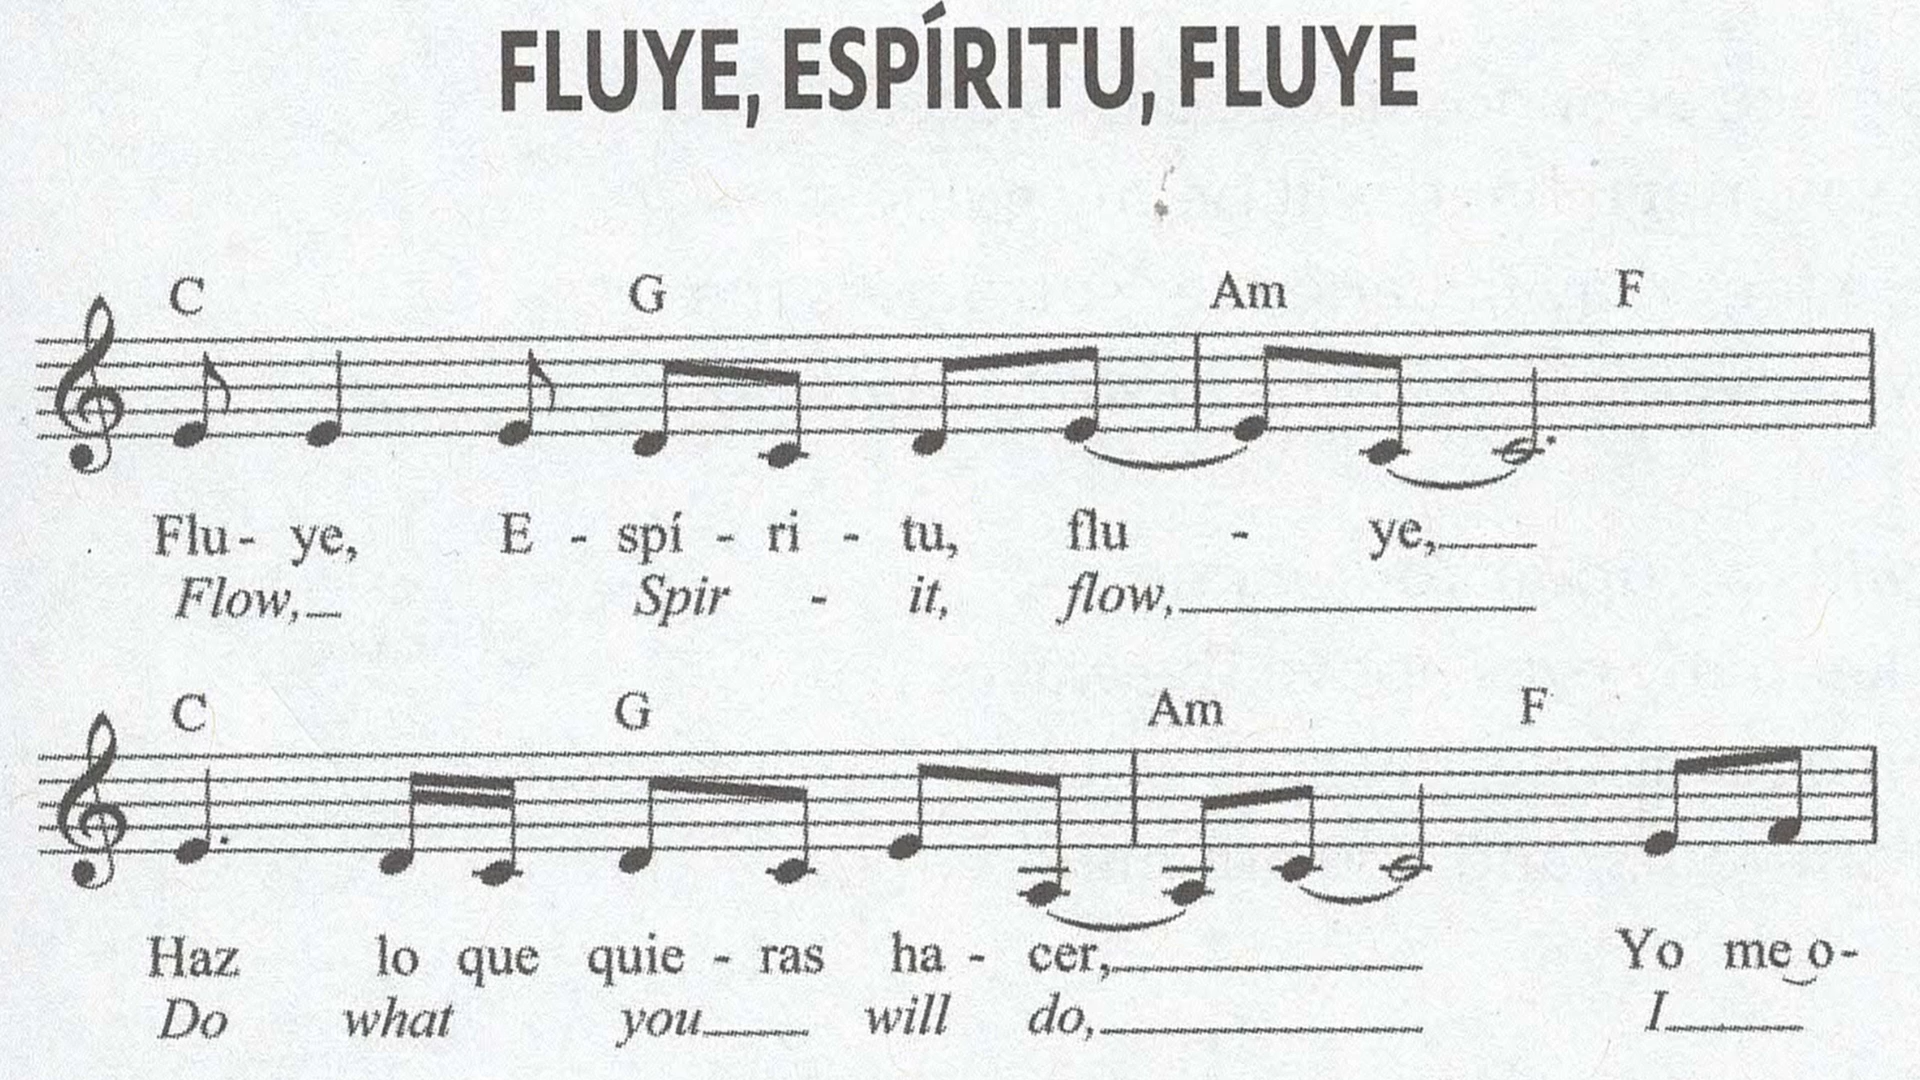 FLUYE, ESPÍRITU, FLUYE
C G Am F
Flu- ye, E - spí - ri - tu, flu - ye,
Flow, Spir - it, flow,
C G Am F
Haz lo que quie - ras ha - cer, Yo me o-
Do what you will do, I